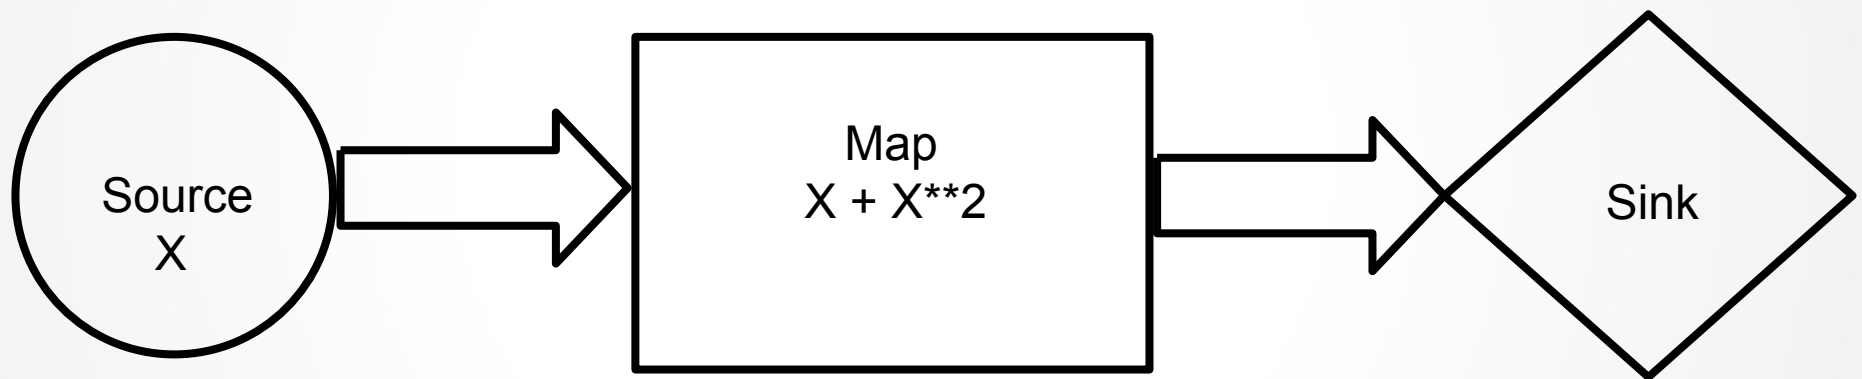 Source
X
Map
X + X**2
Sink